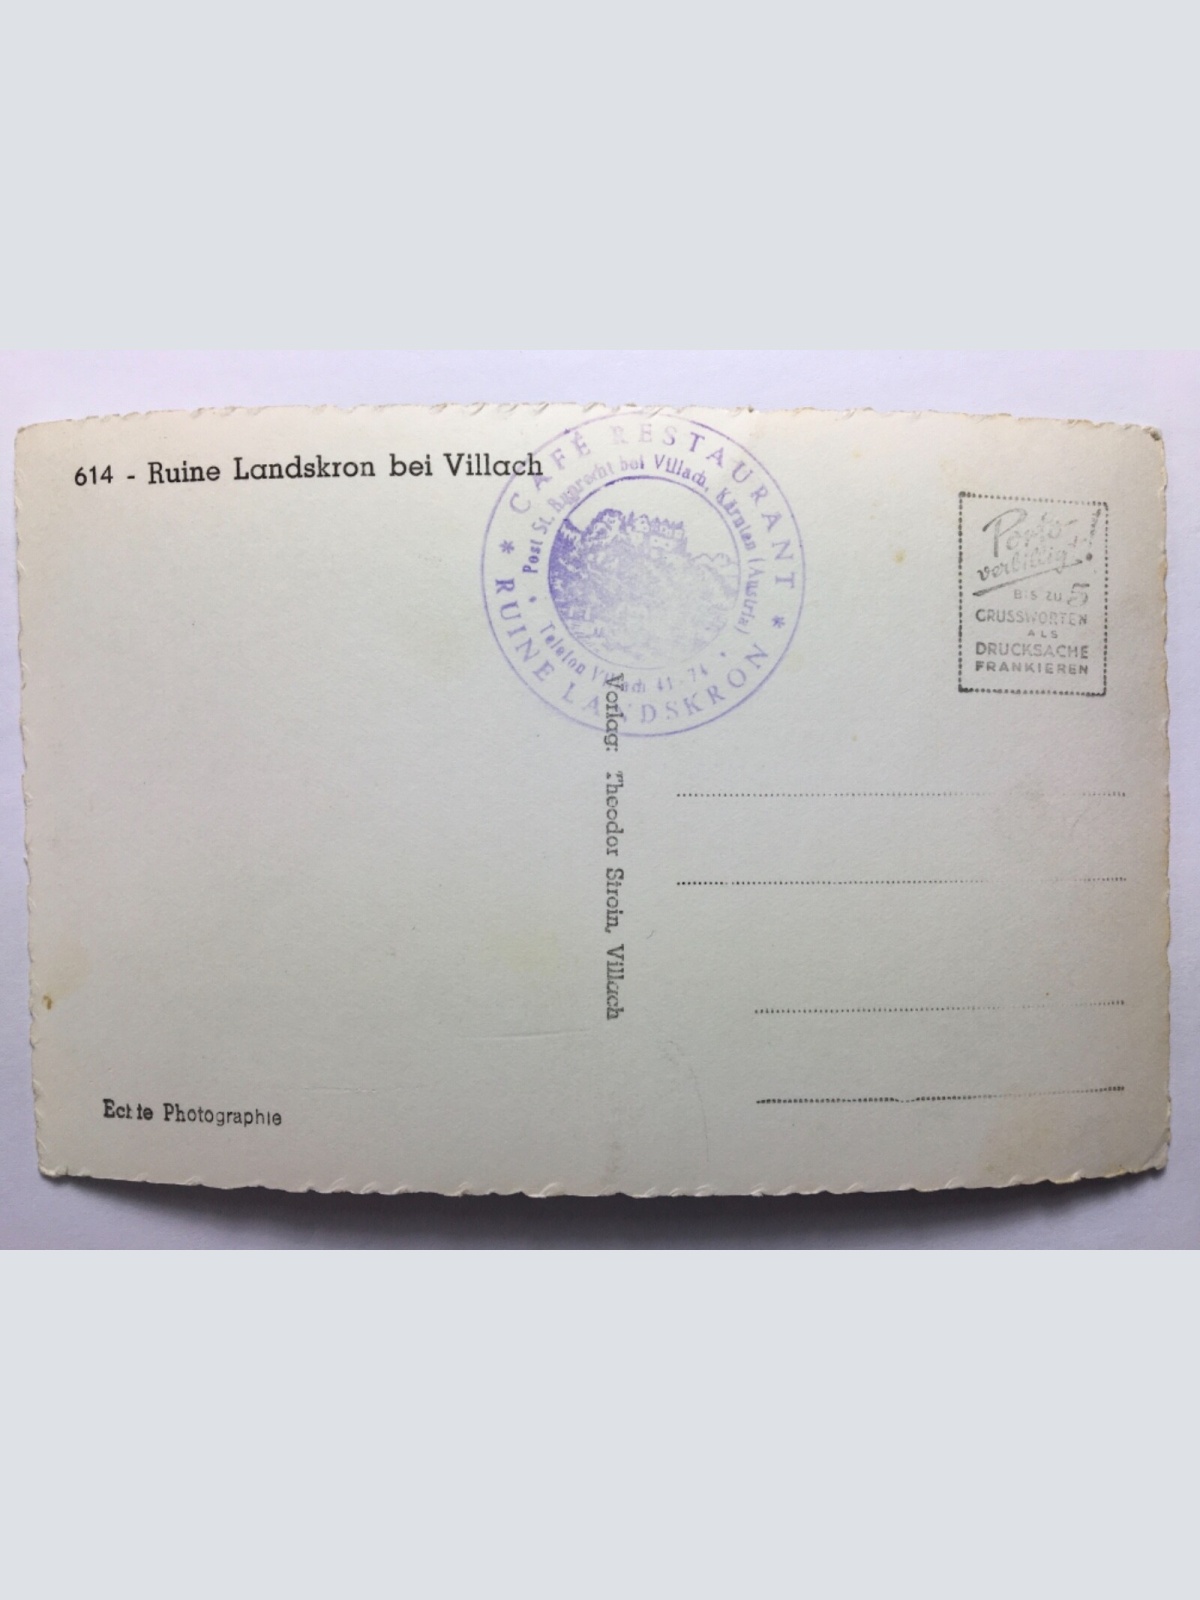 614 - Ruine Landskron bei Villach
* CAFÉ RESTAURANT *
RUINE LANDSKRON
Post St. Ruprecht bei Villach, Kärnten (Austria)
Telefon Villach 41-74
Porto-
verbillig.!
BIS ZU 5
GRUSSWORTEN
ALS
DRUCKSACHE
FRANKIEREN
Verlag: Theodor Stroin, Villach
Echte Photographie